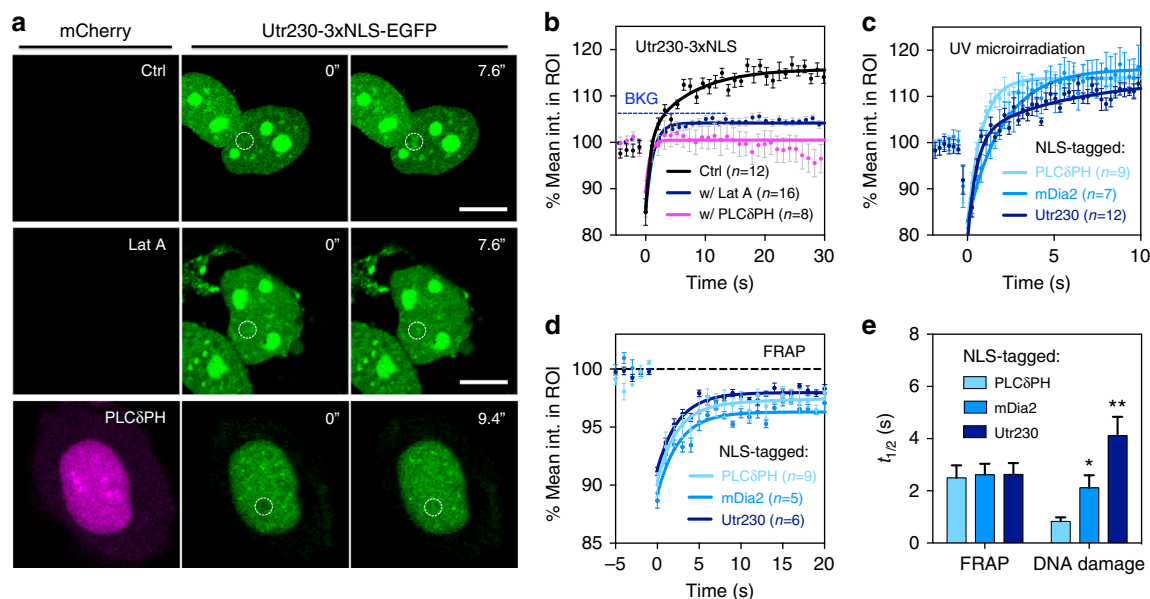 a
mCherry
Utr230-3xNLS-EGFP
Ctrl
0”
7.6”
Lat A
0”
7.6”
PLCδPH
0”
9.4”
b
% Mean int. in ROI
120
110
100
90
80
Utr230-3xNLS
BKG
Ctrl (n=12)
w/ Lat A (n=16)
w/ PLCδPH (n=8)
0 10 20 30
Time (s)
c
% Mean int. in ROI
120
110
100
90
80
UV microirradiation
NLS-tagged:
PLCδPH (n=9)
mDia2 (n=7)
Utr230 (n=12)
0 5 10
Time (s)
d
% Mean int. in ROI
100
95
90
85
FRAP
NLS-tagged:
PLCδPH (n=9)
mDia2 (n=5)
Utr230 (n=6)
–5 0 5 10 15 20
Time (s)
e
t1/2 (s)
8
6
4
2
0
NLS-tagged:
PLCδPH
mDia2
Utr230
*
**
FRAP DNA damage